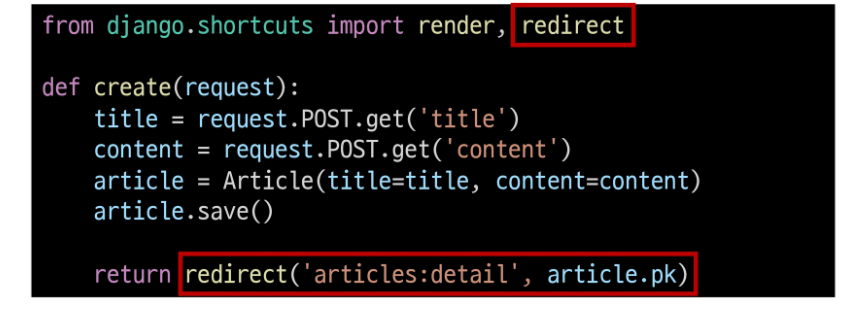 from django.shortcuts import render, redirect
def create(request):
    title = request.POST.get('title')
    content = request.POST.get('content')
    article = Article(title=title, content=content)
    article.save()
    return redirect('articles:detail', article.pk)